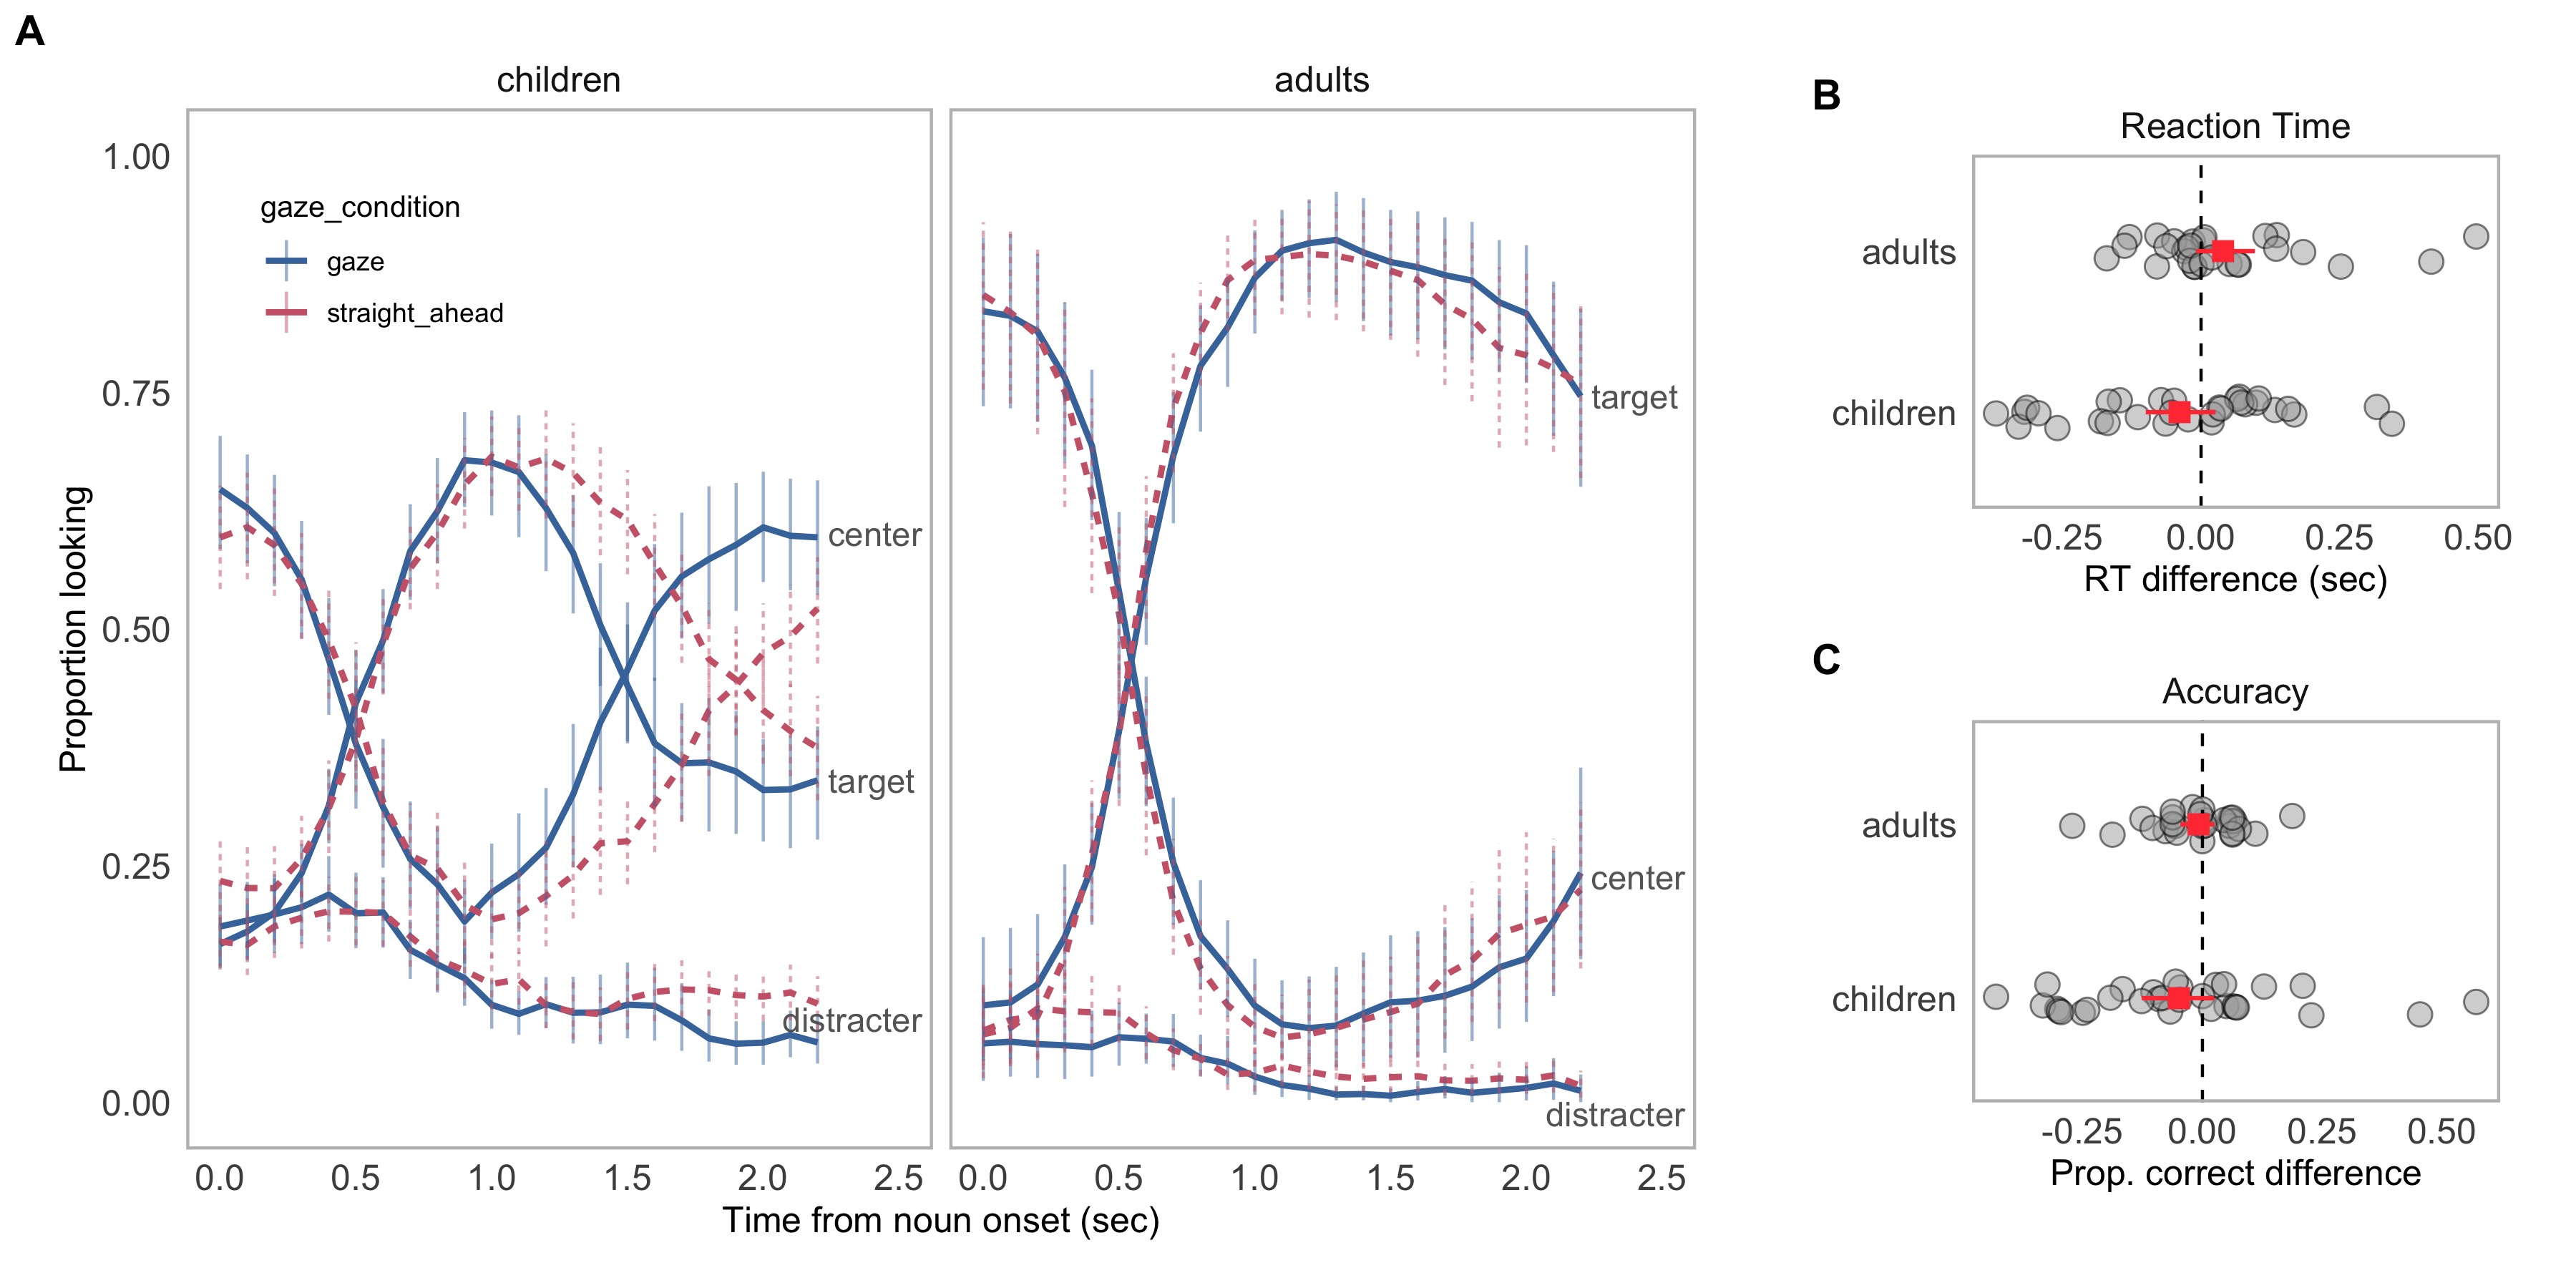 A
children
adults
1.00
0.75
0.50
0.25
0.00
Proportion looking
gaze_condition
gaze
straight_ahead
center
target
distracter
target
center
distracter
0.0 0.5 1.0 1.5 2.0 2.5
0.0 0.5 1.0 1.5 2.0 2.5
Time from noun onset (sec)
B
Reaction Time
adults
children
-0.25 0.00 0.25 0.50
RT difference (sec)
C
Accuracy
adults
children
-0.25 0.00 0.25 0.50
Prop. correct difference